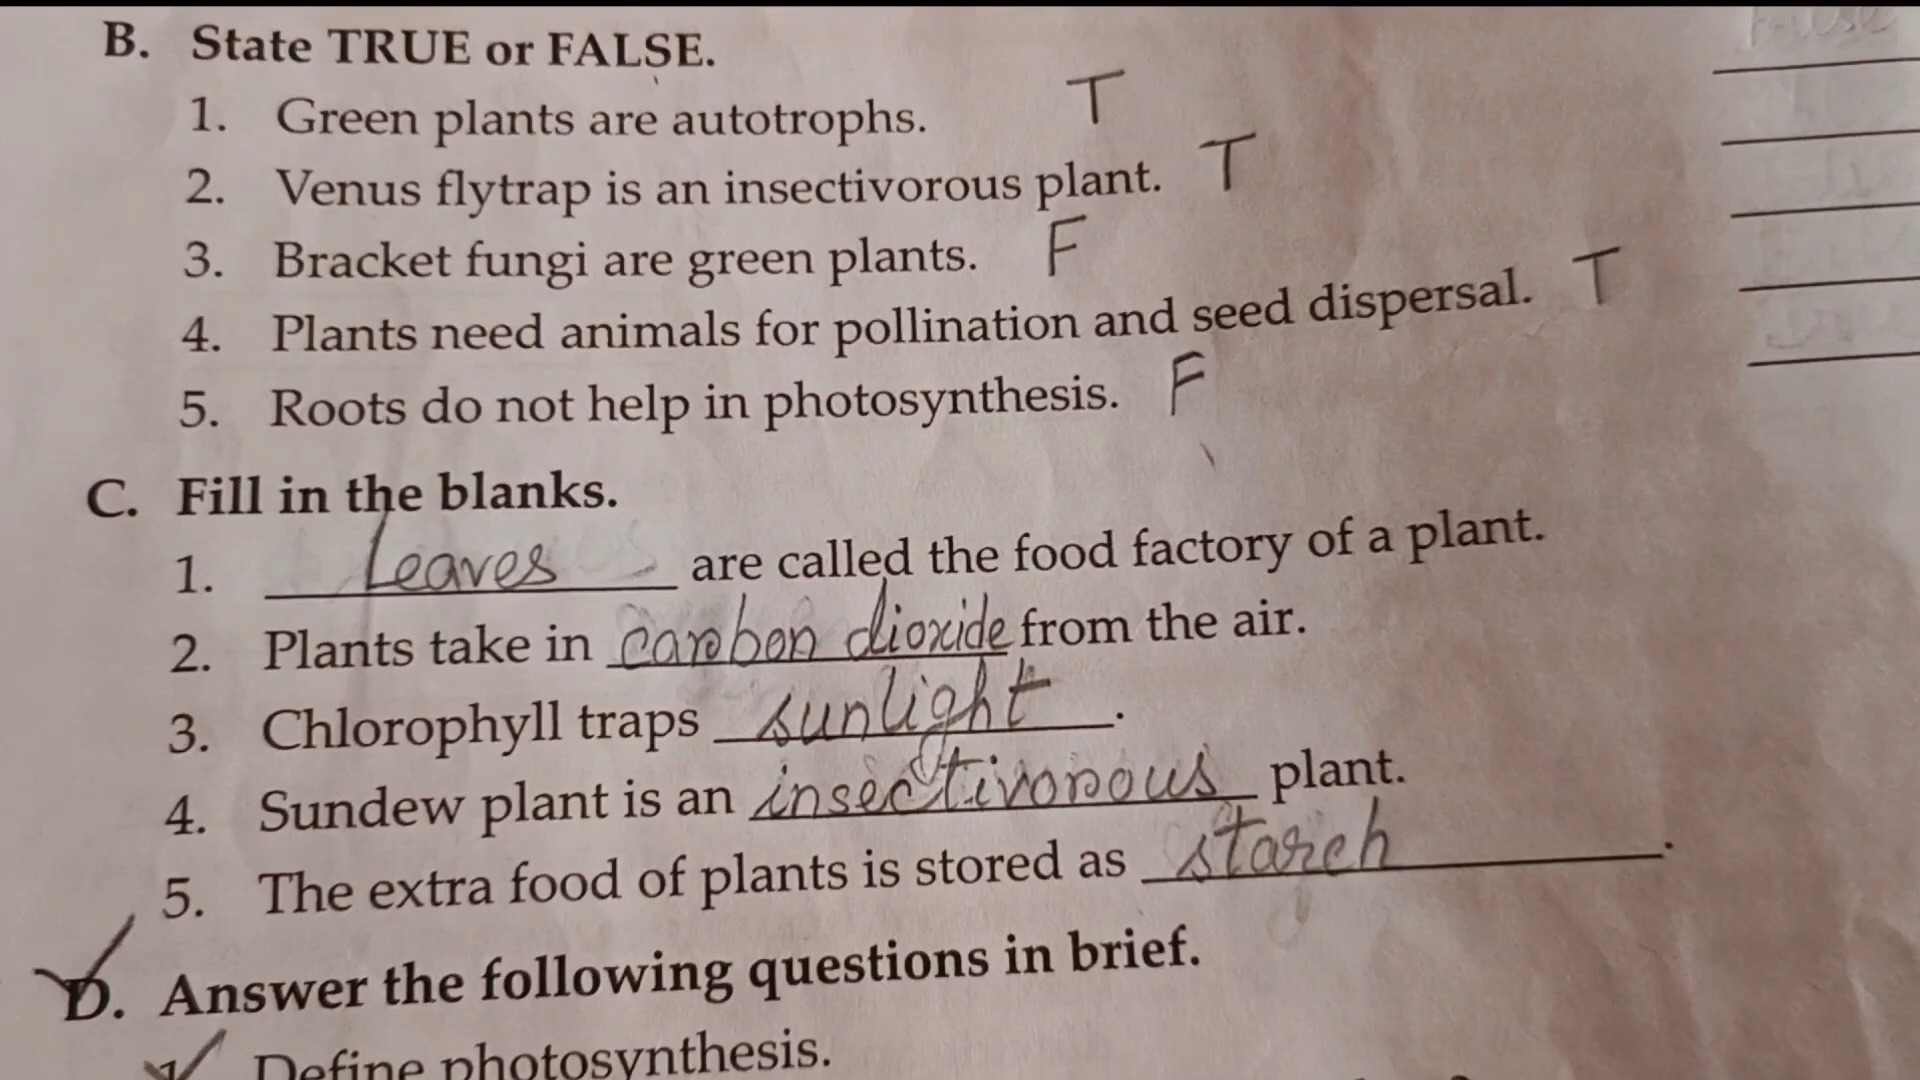 B. State TRUE or FALSE.
1. Green plants are autotrophs. T
2. Venus flytrap is an insectivorous plant. T
3. Bracket fungi are green plants. F
4. Plants need animals for pollination and seed dispersal. T
5. Roots do not help in photosynthesis. F
C. Fill in the blanks.
1. Leaves are called the food factory of a plant.
2. Plants take in carbon dioxide from the air.
3. Chlorophyll traps sunlight.
4. Sundew plant is an insectivorous plant.
5. The extra food of plants is stored as starch.
D. Answer the following questions in brief.
1. Define photosynthesis.